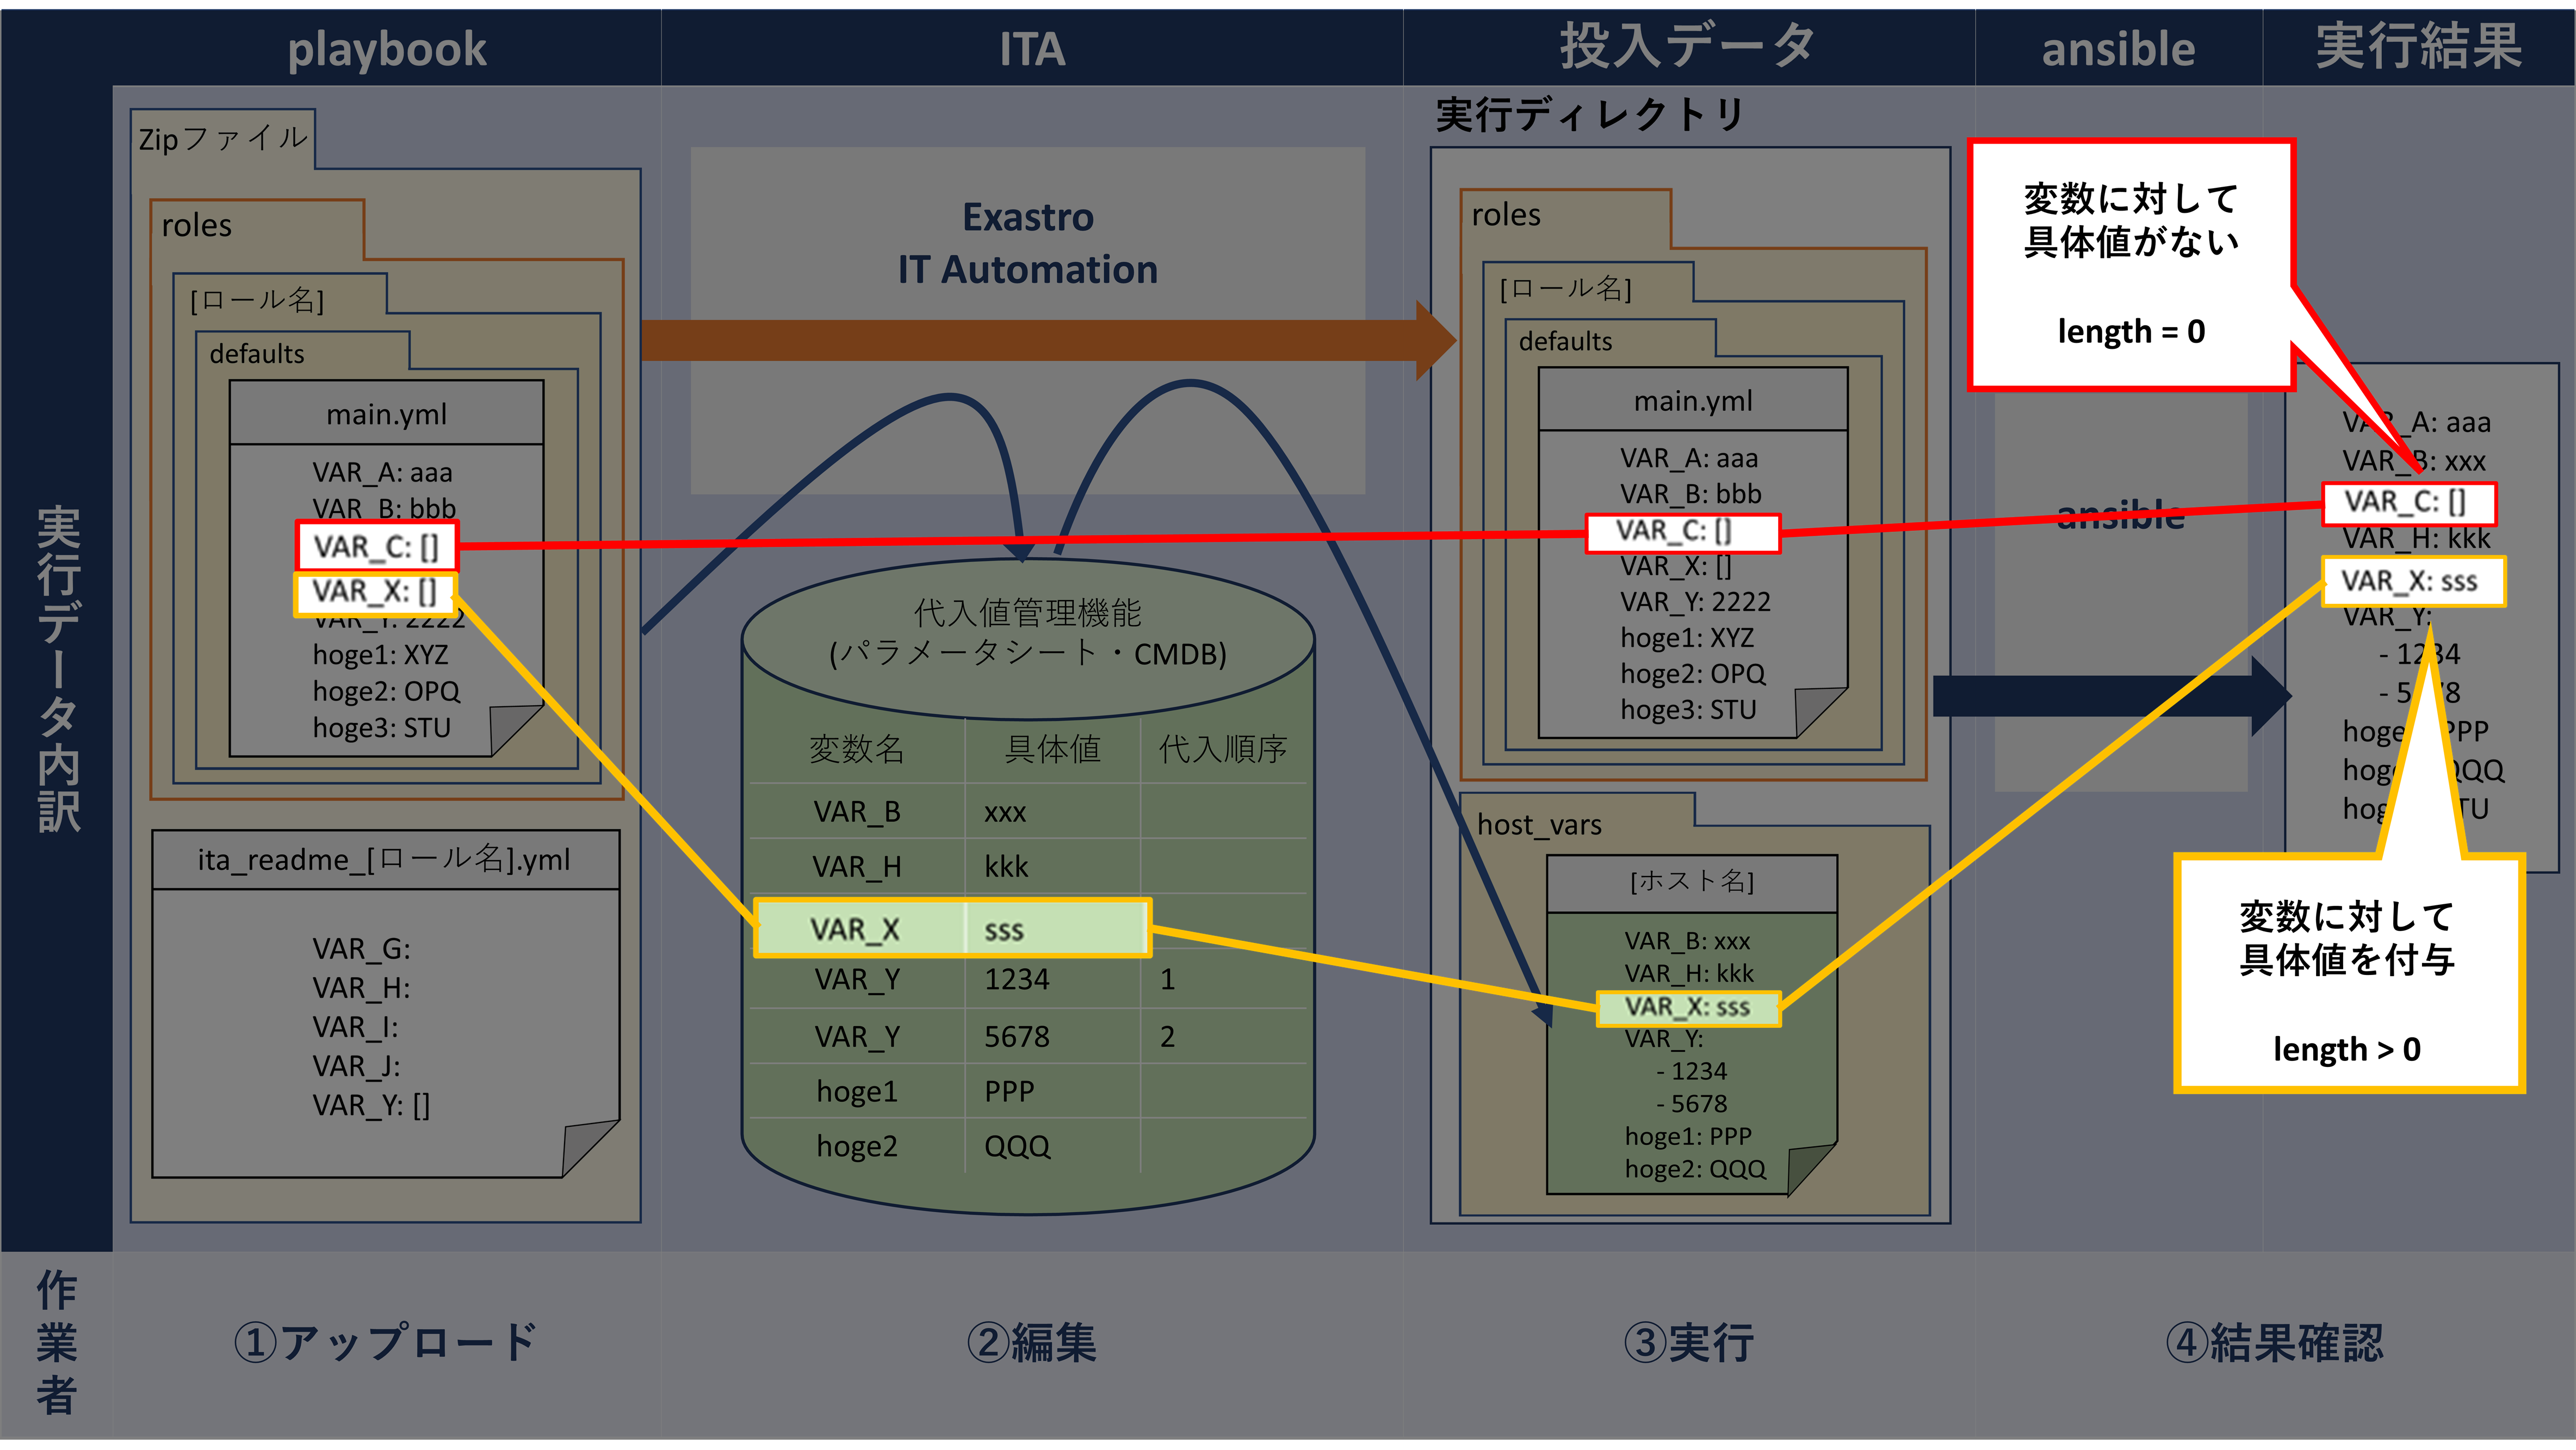 playbook
ITA
投入データ
ansible
実行結果
実行データ内訳
Zipファイル
roles
[ロール名]
defaults
main.yml
VAR_A: aaa
VAR_B: bbb
VAR_C: []
VAR_X: []
VAR_Y: 2222
hoge1: XYZ
hoge2: OPQ
hoge3: STU
ita_readme_[ロール名].yml
VAR_G:
VAR_H:
VAR_I:
VAR_J:
VAR_Y: []
Exastro
IT Automation
代入値管理機能
(パラメータシート・CMDB)
変数名 具体値 代入順序
VAR_B xxx
VAR_H kkk
VAR_X sss
VAR_Y 1234 1
VAR_Y 5678 2
hoge1 PPP
hoge2 QQQ
実行ディレクトリ
roles
[ロール名]
defaults
main.yml
VAR_A: aaa
VAR_B: bbb
VAR_C: []
VAR_X: []
VAR_Y: 2222
hoge1: XYZ
hoge2: OPQ
hoge3: STU
host_vars
[ホスト名]
VAR_B: xxx
VAR_H: kkk
VAR_X: sss
VAR_Y:
- 1234
- 5678
hoge1: PPP
hoge2: QQQ
ansible
変数に対して
具体値がない
length = 0
VAR_A: aaa
VAR_B: xxx
VAR_C: []
VAR_H: kkk
VAR_X: sss
VAR_Y:
- 1234
- 5678
hoge PPP
hog QQQ
hog TU
変数に対して
具体値を付与
length > 0
作業者
①アップロード
②編集
③実行
④結果確認